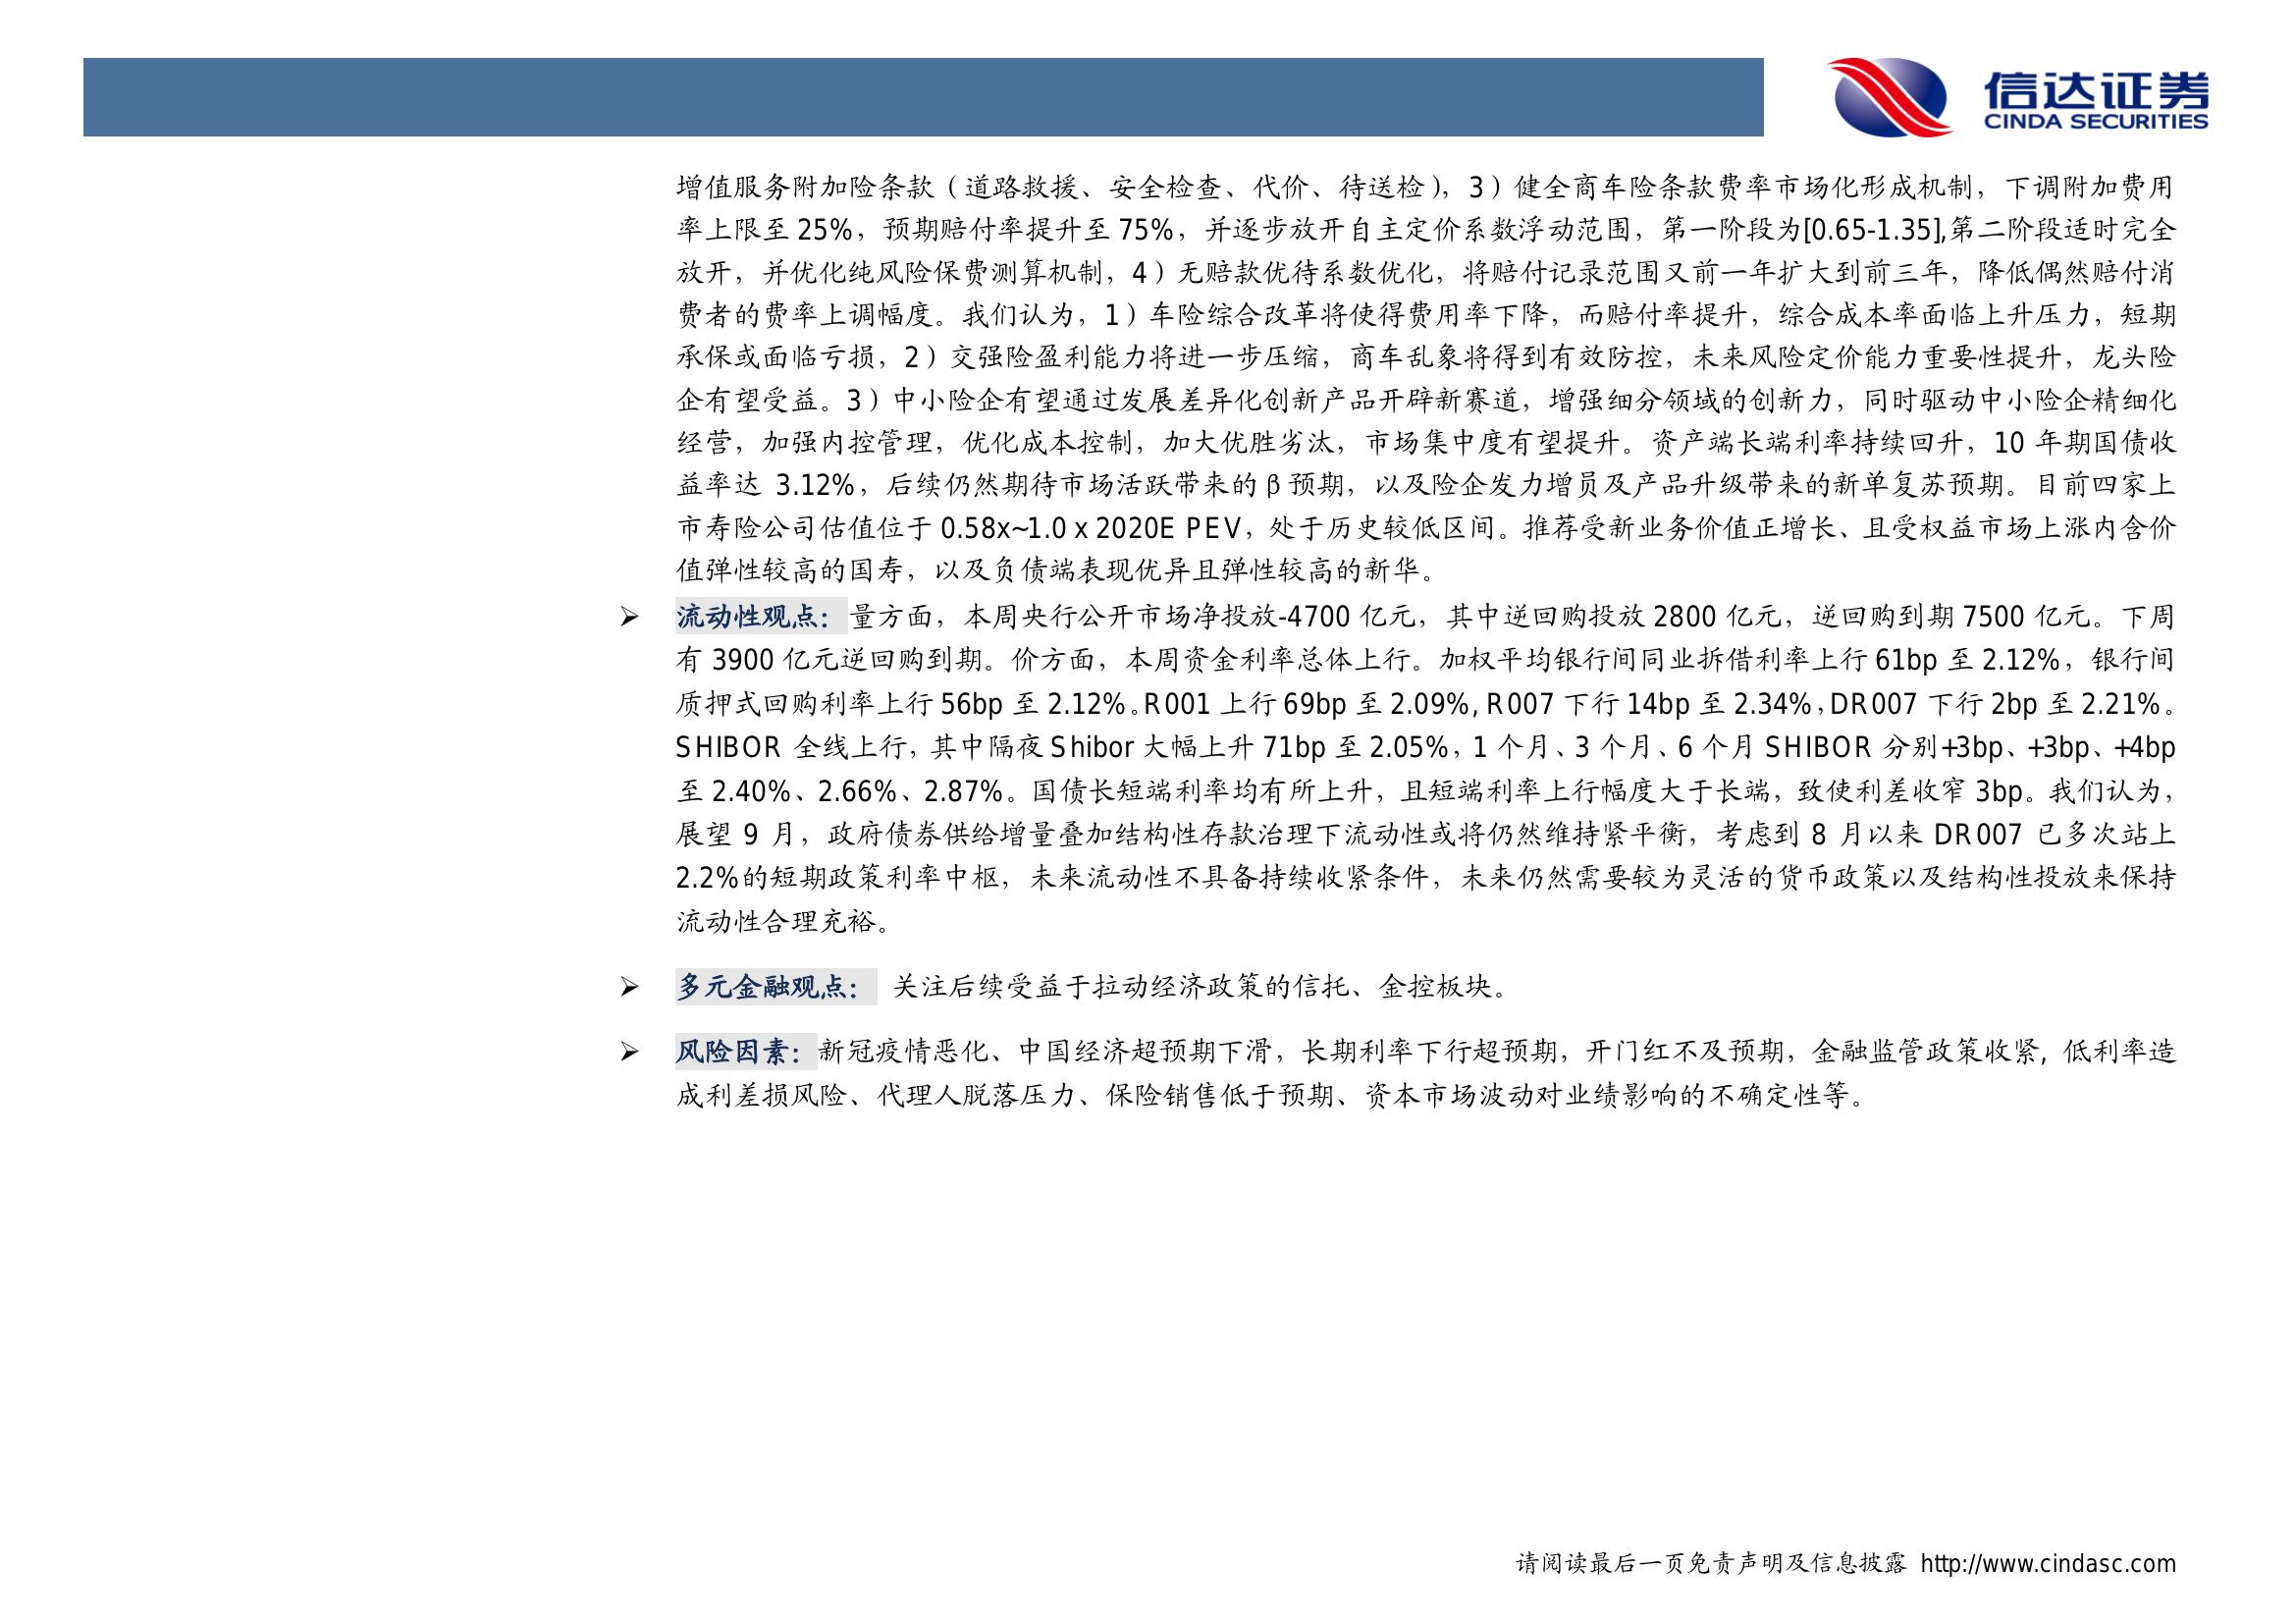 信达证券
CINDA SECURITIES
增值服务附加险条款（道路救援、安全检查、代价、待送检），3）健全商车险条款费率市场化形成机制，下调附加费用
率上限至 25%，预期赔付率提升至 75%，并逐步放开自主定价系数浮动范围，第一阶段为[0.65-1.35],第二阶段适时完全
放开，并优化纯风险保费测算机制，4）无赔款优待系数优化，将赔付记录范围又前一年扩大到前三年，降低偶然赔付消
费者的费率上调幅度。我们认为，1）车险综合改革将使得费用率下降，而赔付率提升，综合成本率面临上升压力，短期
承保或面临亏损，2）交强险盈利能力将进一步压缩，商车乱象将得到有效防控，未来风险定价能力重要性提升，龙头险
企有望受益。3）中小险企有望通过发展差异化创新产品开辟新赛道，增强细分领域的创新力，同时驱动中小险企精细化
经营，加强内控管理，优化成本控制，加大优胜劣汰，市场集中度有望提升。资产端长端利率持续回升，10 年期国债收
益率达 3.12%，后续仍然期待市场活跃带来的 β 预期，以及险企发力增员及产品升级带来的新单复苏预期。目前四家上
市寿险公司估值位于 0.58x~1.0 x 2020E PEV，处于历史较低区间。推荐受新业务价值正增长、且受权益市场上涨内含价
值弹性较高的国寿，以及负债端表现优异且弹性较高的新华。
➢ 流动性观点：量方面，本周央行公开市场净投放-4700 亿元，其中逆回购投放 2800 亿元，逆回购到期 7500 亿元。下周
有 3900 亿元逆回购到期。价方面，本周资金利率总体上行。加权平均银行间同业拆借利率上行 61bp 至 2.12%，银行间
质押式回购利率上行 56bp 至 2.12%。R001 上行 69bp 至 2.09%, R007 下行 14bp 至 2.34%，DR007 下行 2bp 至 2.21%。
SHIBOR 全线上行，其中隔夜 Shibor 大幅上升 71bp 至 2.05%，1 个月、3 个月、6 个月 SHIBOR 分别+3bp、+3bp、+4bp
至 2.40%、2.66%、2.87%。国债长短端利率均有所上升，且短端利率上行幅度大于长端，致使利差收窄 3bp。我们认为，
展望 9 月，政府债券供给增量叠加结构性存款治理下流动性或将仍然维持紧平衡，考虑到 8 月以来 DR007 已多次站上
2.2%的短期政策利率中枢，未来流动性不具备持续收紧条件，未来仍然需要较为灵活的货币政策以及结构性投放来保持
流动性合理充裕。
➢ 多元金融观点： 关注后续受益于拉动经济政策的信托、金控板块。
➢ 风险因素：新冠疫情恶化、中国经济超预期下滑，长期利率下行超预期，开门红不及预期，金融监管政策收紧, 低利率造
成利差损风险、代理人脱落压力、保险销售低于预期、资本市场波动对业绩影响的不确定性等。
请阅读最后一页免责声明及信息披露 http://www.cindasc.com